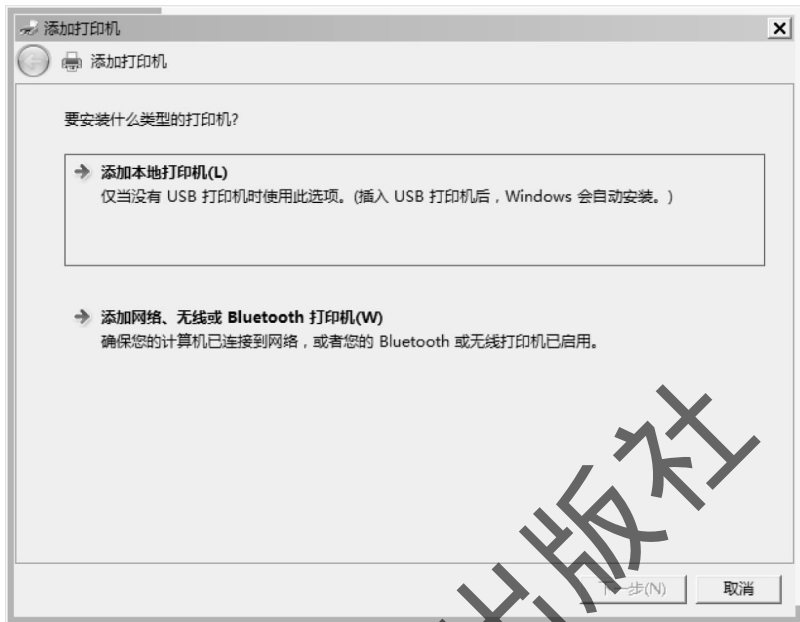 添加打印机
添加打印机
要安装什么类型的打印机?
添加本地打印机(L)
仅当没有 USB 打印机时使用此选项。(插入 USB 打印机后，Windows 会自动安装。)
添加网络、无线或 Bluetooth 打印机(W)
确保您的计算机已连接到网络，或者您的 Bluetooth 或无线打印机已启用。
出版社
下一步(N)
取消